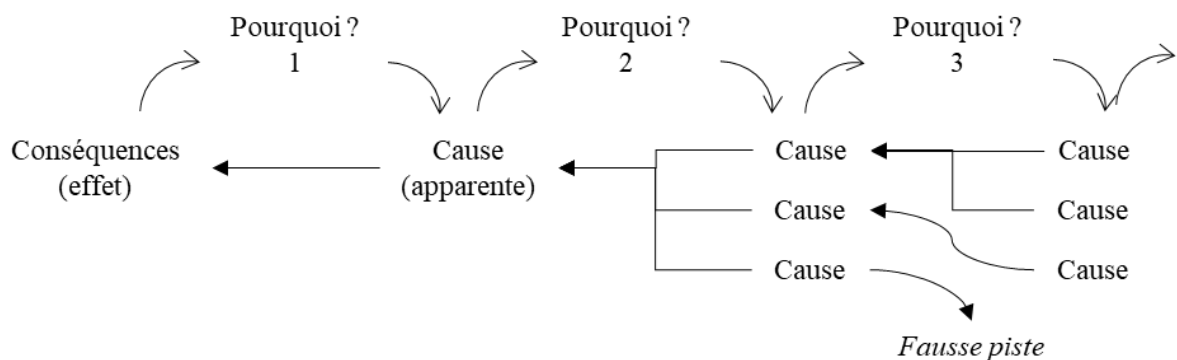 Pourquoi ?
1
Pourquoi ?
2
Pourquoi ?
3
Conséquences
(effet)
Cause
(apparente)
Cause
Cause
Cause
Cause
Cause
Cause
Fausse piste